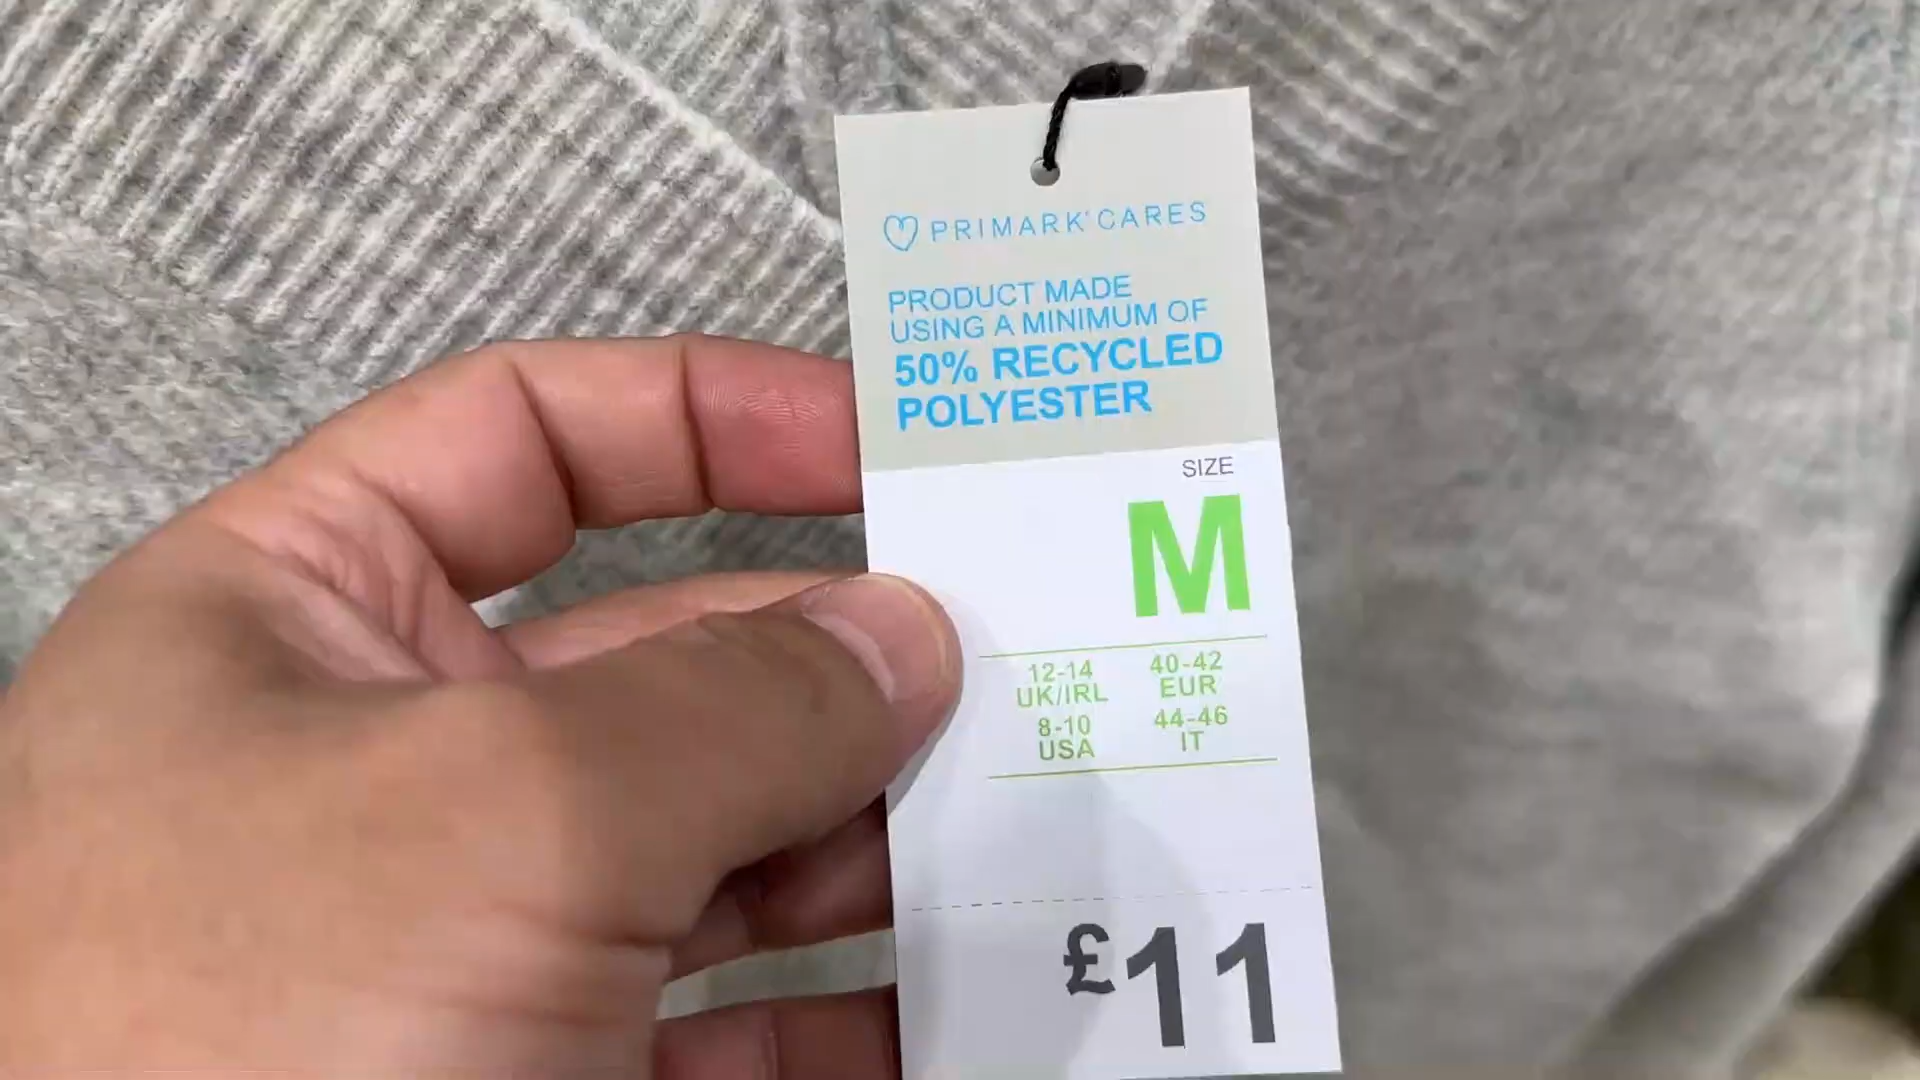 PRIMARK® CARES
PRODUCT MADE
USING A MINIMUM OF
50% RECYCLED
POLYESTER
SIZE
M
12-14 40-42
UK/IRL EUR
8-10 44-46
USA IT
£11